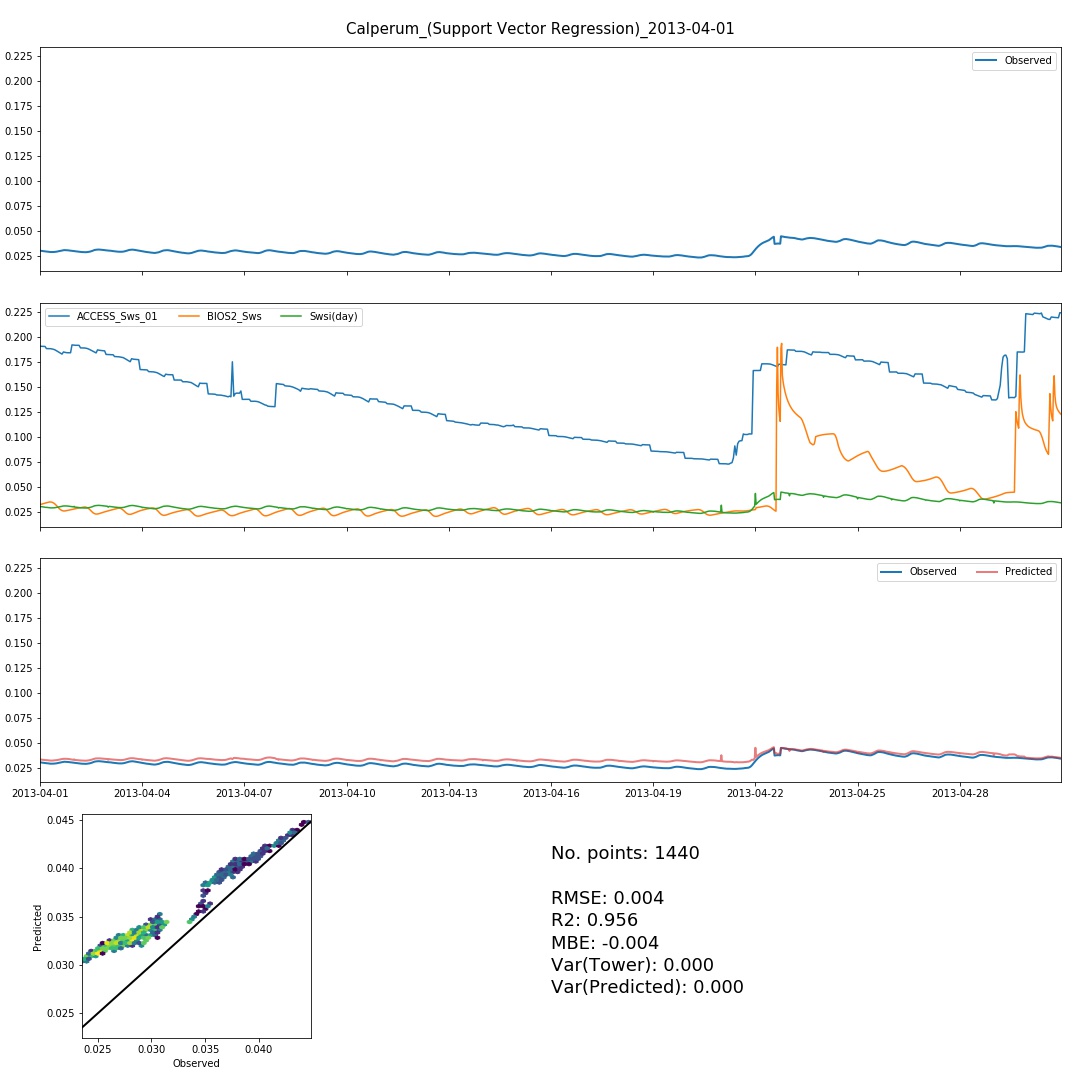 Calperum_(Support Vector Regression)_2013-04-01
0.225
0.200
0.175
0.150
0.125
0.100
0.075
0.050
0.025
Observed
0.225
0.200
0.175
0.150
0.125
0.100
0.075
0.050
0.025
ACCESS_Sws_01 BIOS2_Sws Swsi(day)
0.225
0.200
0.175
0.150
0.125
0.100
0.075
0.050
0.025
Observed Predicted
2013-04-01 2013-04-04 2013-04-07 2013-04-10 2013-04-13 2013-04-16 2013-04-19 2013-04-22 2013-04-25 2013-04-28
0.045
0.040
0.035
0.030
0.025
Predicted
0.025 0.030 0.035 0.040
Observed
No. points: 1440
RMSE: 0.004
R2: 0.956
MBE: -0.004
Var(Tower): 0.000
Var(Predicted): 0.000